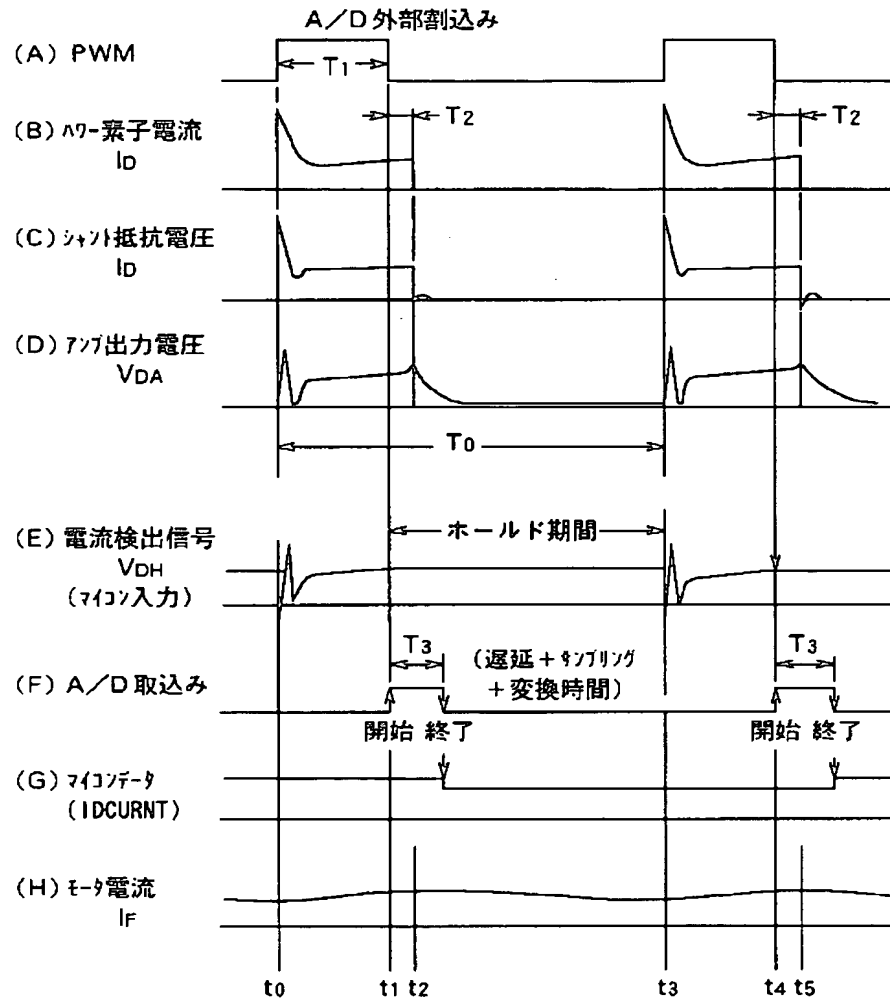 A/D外部割込み
(A) PWM
T1
(B) パワー素子電流
ID
T2
T2
(C) シャント抵抗電圧
ID
(D) アンプ出力電圧
VDA
T0
(E) 電流検出信号
VDH
(マイコン入力)
ホールド期間
T3
(遅延+サンプリング
+変換時間)
T3
(F) A/D取込み
開始 終了
開始 終了
(G) マイコンデータ
(IDCURNT)
(H) モータ電流
IF
t0 t1 t2 t3 t4 t5